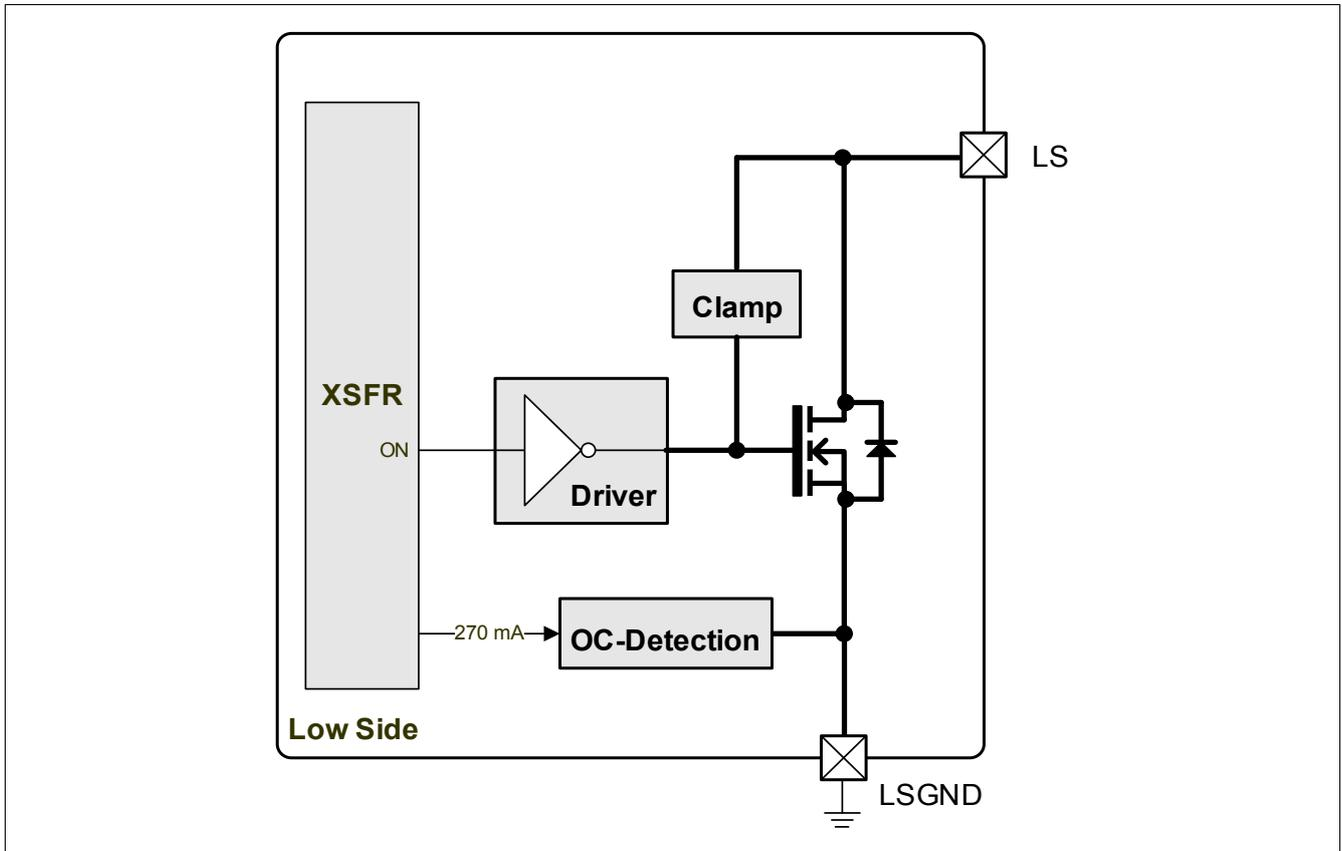 LS
Clamp
XSFR
ON
Driver
270 mA
OC-Detection
Low Side
LSGND